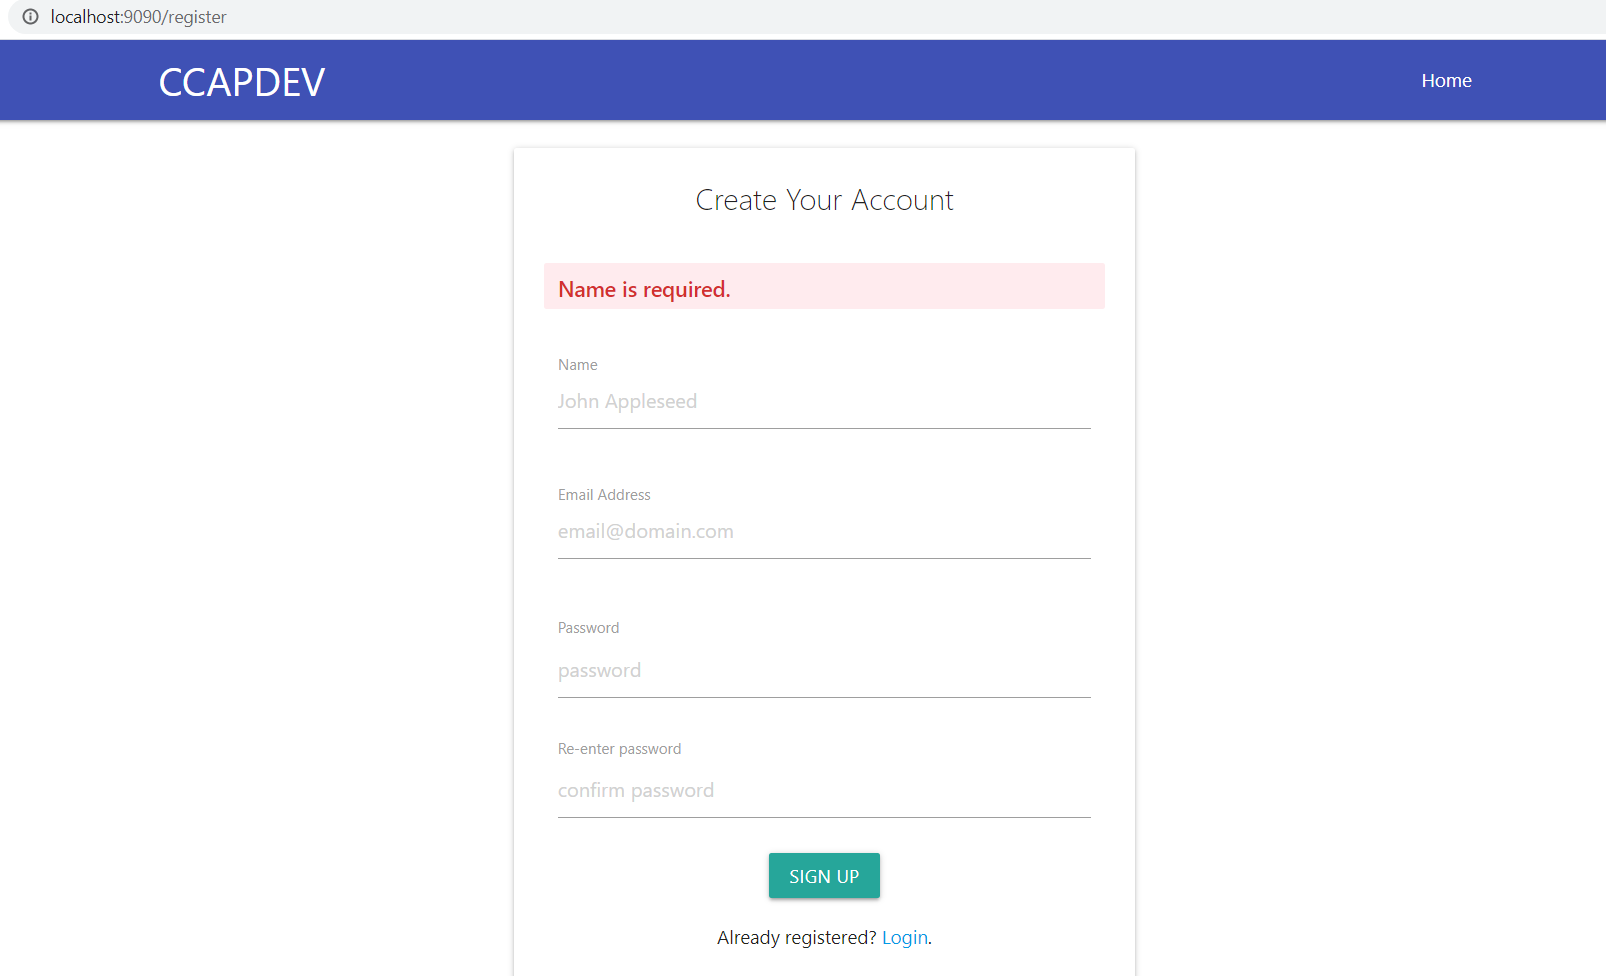 localhost:9090/register
CCAPDEV
Home
Create Your Account
Name is required.
Name
John Appleseed
Email Address
email@domain.com
Password
password
Re-enter password
confirm password
SIGN UP
Already registered? Login.